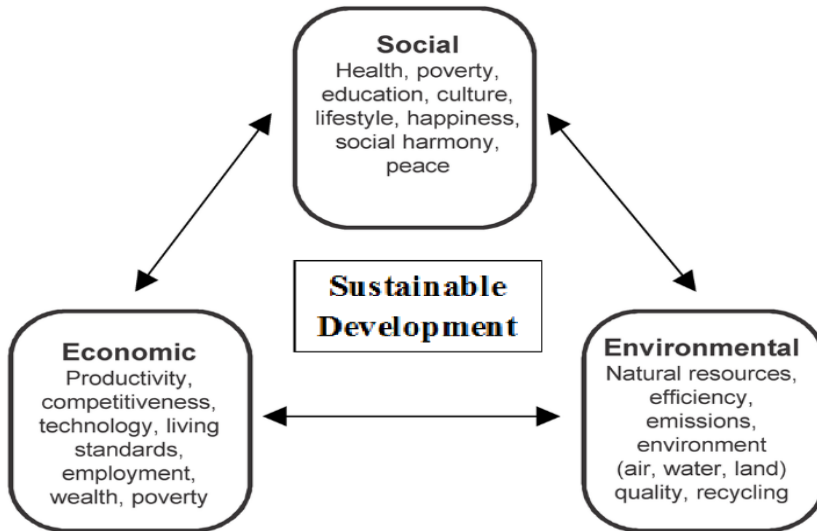 Social
Health, poverty,
education, culture,
lifestyle, happiness,
social harmony,
peace
Sustainable
Development
Economic
Productivity,
competitiveness,
technology, living
standards,
employment,
wealth, poverty
Environmental
Natural resources,
efficiency,
emissions,
environment
(air, water, land)
quality, recycling